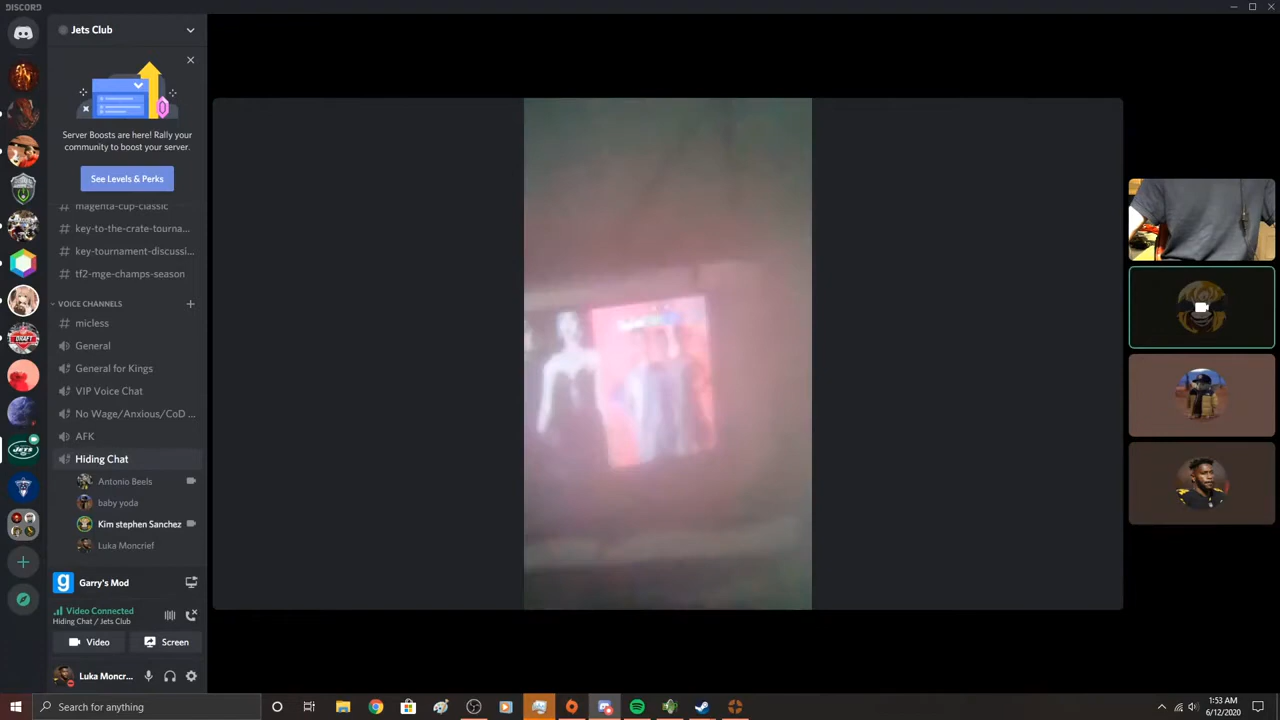 DISCORD
Jets Club
Server Boosts are here! Rally your
community to boost your server.
See Levels & Perks
# magenta-cup-classic
# key-to-the-crate-tourna...
# key-tournament-discussi...
# tf2-mge-champs-season
VOICE CHANNELS
# micless
General
General for Kings
VIP Voice Chat
No Wage/Anxious/CoD ...
AFK
Hiding Chat
Antonio Beels
baby yoda
Kim stephen Sanchez
Luka Moncrief
Garry's Mod
Video Connected
Hiding Chat / Jets Club
Video
Screen
Luka Moncr...
Search for anything
1:53 AM
6/12/2020